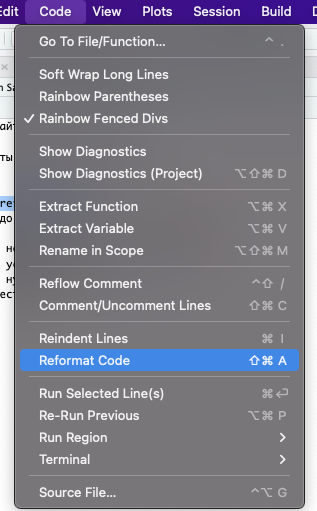 Edit Code View Plots Session Build
Go To File/Function... ⌃ .
Soft Wrap Long Lines
Rainbow Parentheses
✓ Rainbow Fenced Divs
Show Diagnostics
Show Diagnostics (Project) ⌥⇧⌘ D
Extract Function ⌥⌘ X
Extract Variable ⌥⌘ V
Rename in Scope ⌥⇧⌘ M
Reflow Comment ⌃⇧ /
Comment/Uncomment Lines ⇧⌘ C
Reindent Lines ⌘ I
Reformat Code ⇧⌘ A
Run Selected Line(s) ⌘⏎
Re-Run Previous ⌥⌘ P
Run Region >
Terminal >
Source File... ⌃⌥ G